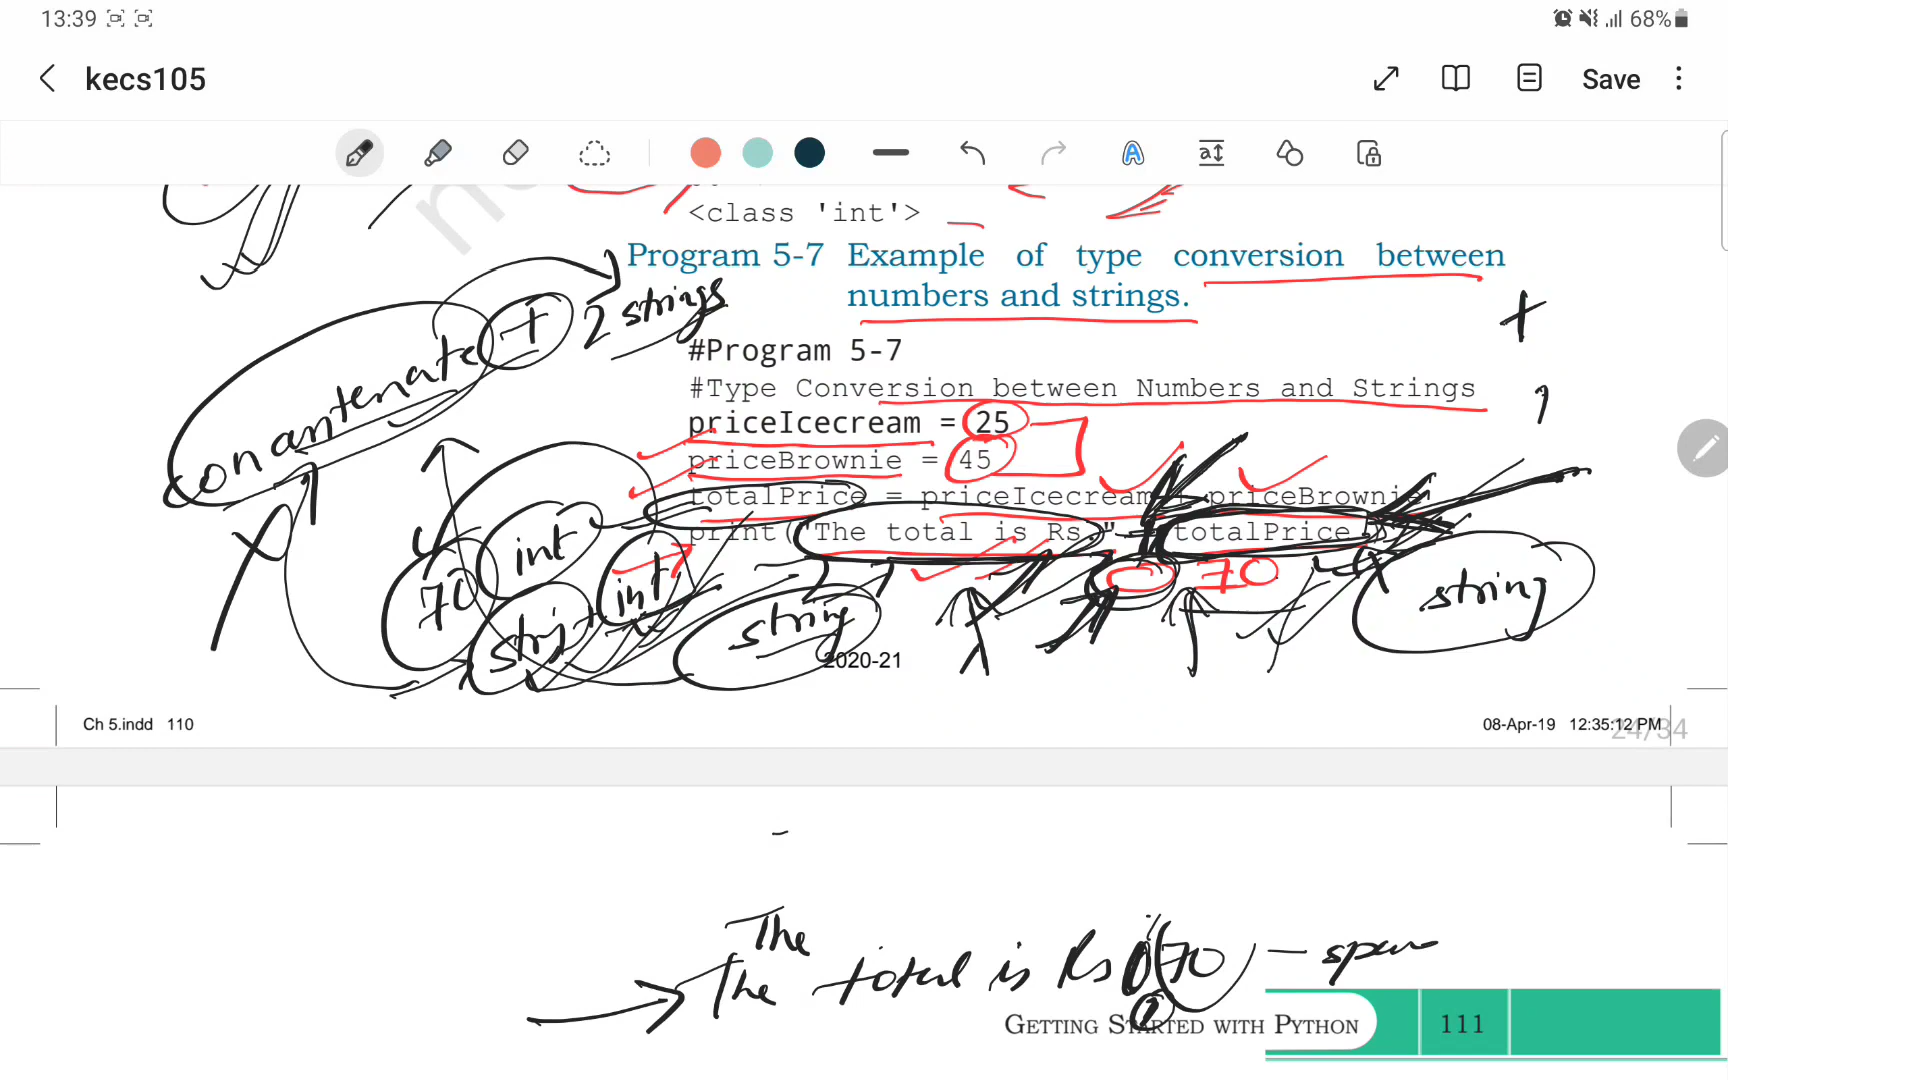 13:39
68%
kecs105
Save
<class 'int'>
Program 5-7 Example of type conversion between
numbers and strings.
+ 2 strings
conantenate
#Program 5-7
#Type Conversion between Numbers and Strings
priceIcecream = 25
priceBrownie = 45
totalPrice = priceIcecream + priceBrownie
print("The total is Rs." totalPrice )
+
,
int
int
70
string
70
string
2020-21
Ch 5.indd 110
08-Apr-19 12:35:12 PM
24/34
The
The total is Rs 70
GETTING STARTED WITH PYTHON
111